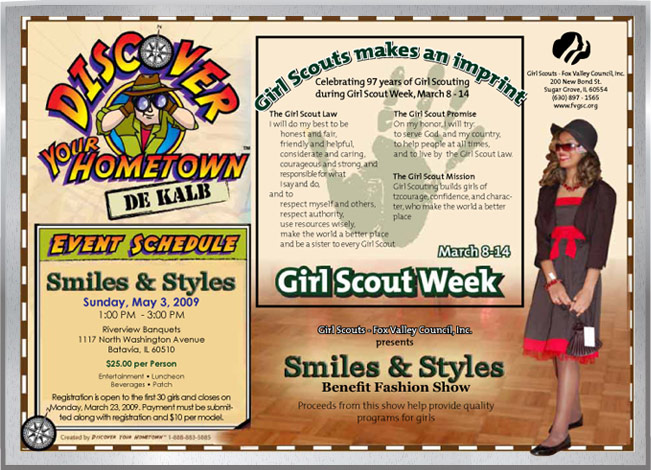 DISCOVER
YOUR
HOMETOWN™
DE KALB
EVENT SCHEDULE
Smiles & Styles
Sunday, May 3, 2009
1:00 PM - 3:00 PM
Riverview Banquets
1117 North Washington Avenue
Batavia, IL 60510
$25.00 per Person
Entertainment • Luncheon
Beverages • Patch
Registration is open to the first 30 girls and closes on
Monday, March 23, 2009. Payment must be submit-
ted along with registration and $10 per model.
Created by DISCOVER YOUR HOMETOWN™ 1-888-883-5885
Girl Scouts makes an imprint
Celebrating 97 years of Girl Scouting
during Girl Scout Week, March 8 - 14
The Girl Scout Law
I will do my best to be
honest and fair,
friendly and helpful,
considerate and caring,
courageous and strong, and
responsible for what
I say and do,
and to
respect myself and others,
respect authority,
use resources wisely,
make the world a better place
and be a sister to every Girl Scout.
The Girl Scout Promise
On my honor, I will try:
to serve God and my country,
to help people at all times,
and to live by the Girl Scout Law.
The Girl Scout Mission
Girl Scouting builds girls of
tzcourage, confidence, and charac-
ter, who make the world a better
place
March 8-14
Girl Scout Week
Girl Scouts - Fox Valley Council, Inc.
presents
Smiles & Styles
Benefit Fashion Show
Proceeds from this show help provide quality
programs for girls
Girl Scouts - Fox Valley Council, Inc.
200 New Bond St.
Sugar Grove, IL 60554
(630) 897 - 1565
www.fvgsc.org